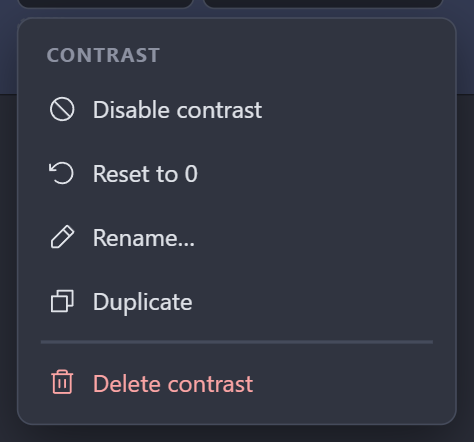 CONTRAST
Disable contrast
Reset to 0
Rename...
Duplicate
Delete contrast